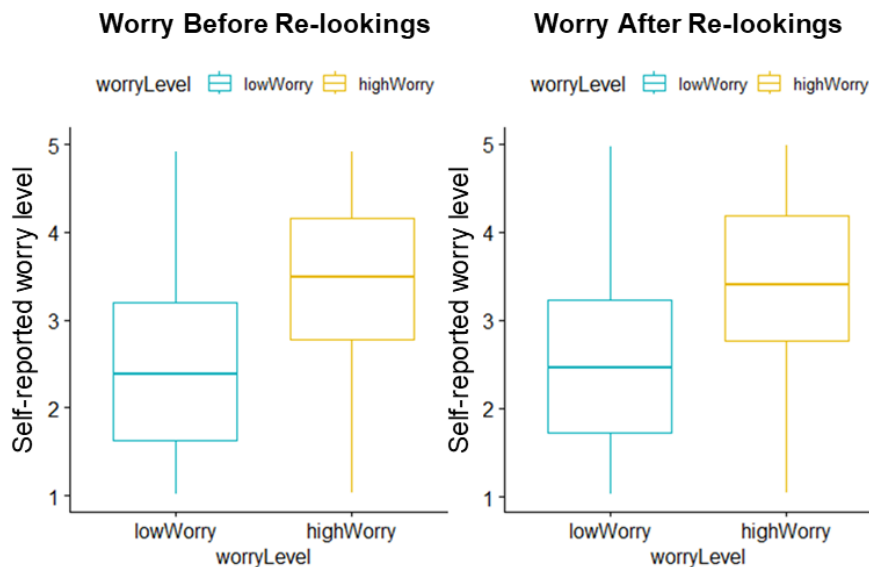 Worry Before Re-lookings
worryLevel lowWorry highWorry
Self-reported worry level
5
4
3
2
1
lowWorry highWorry
worryLevel
Worry After Re-lookings
worryLevel lowWorry highWorry
Self-reported worry level
5
4
3
2
1
lowWorry highWorry
worryLevel